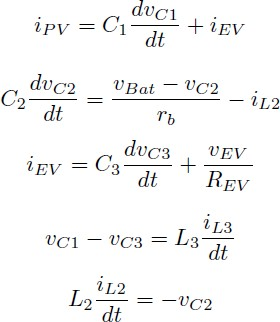 i_{PV} = C_1 \frac{dv_{C1}}{dt} + i_{EV}
C_2 \frac{dv_{C2}}{dt} = \frac{v_{Bat} - v_{C2}}{r_b} - i_{L2}
i_{EV} = C_3 \frac{dv_{C3}}{dt} + \frac{v_{EV}}{R_{EV}}
v_{C1} - v_{C3} = L_3 \frac{i_{L3}}{dt}
L_2 \frac{i_{L2}}{dt} = -v_{C2}